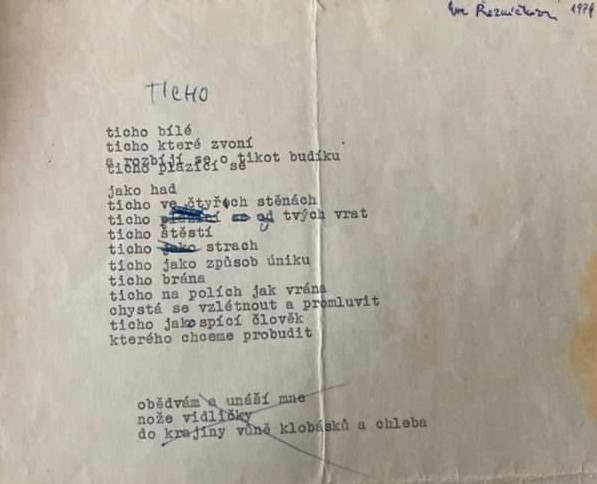 1974
TICHO
ticho bílé
ticho které zvoní
a rozbíjí se o tikot budíku
ticho plazící se
jako had
ticho ve čtyřech stěnách
ticho od tvých vrat
ticho štěstí
ticho jako strach
ticho jako způsob úniku
ticho brána
ticho na polích jak vrána
chystá se vzlétnout a promluvit
ticho jako spící člověk
kterého chceme probudit
obědvám a unáší mne
nože vidličky
do krajiny vůně klobásků a chleba